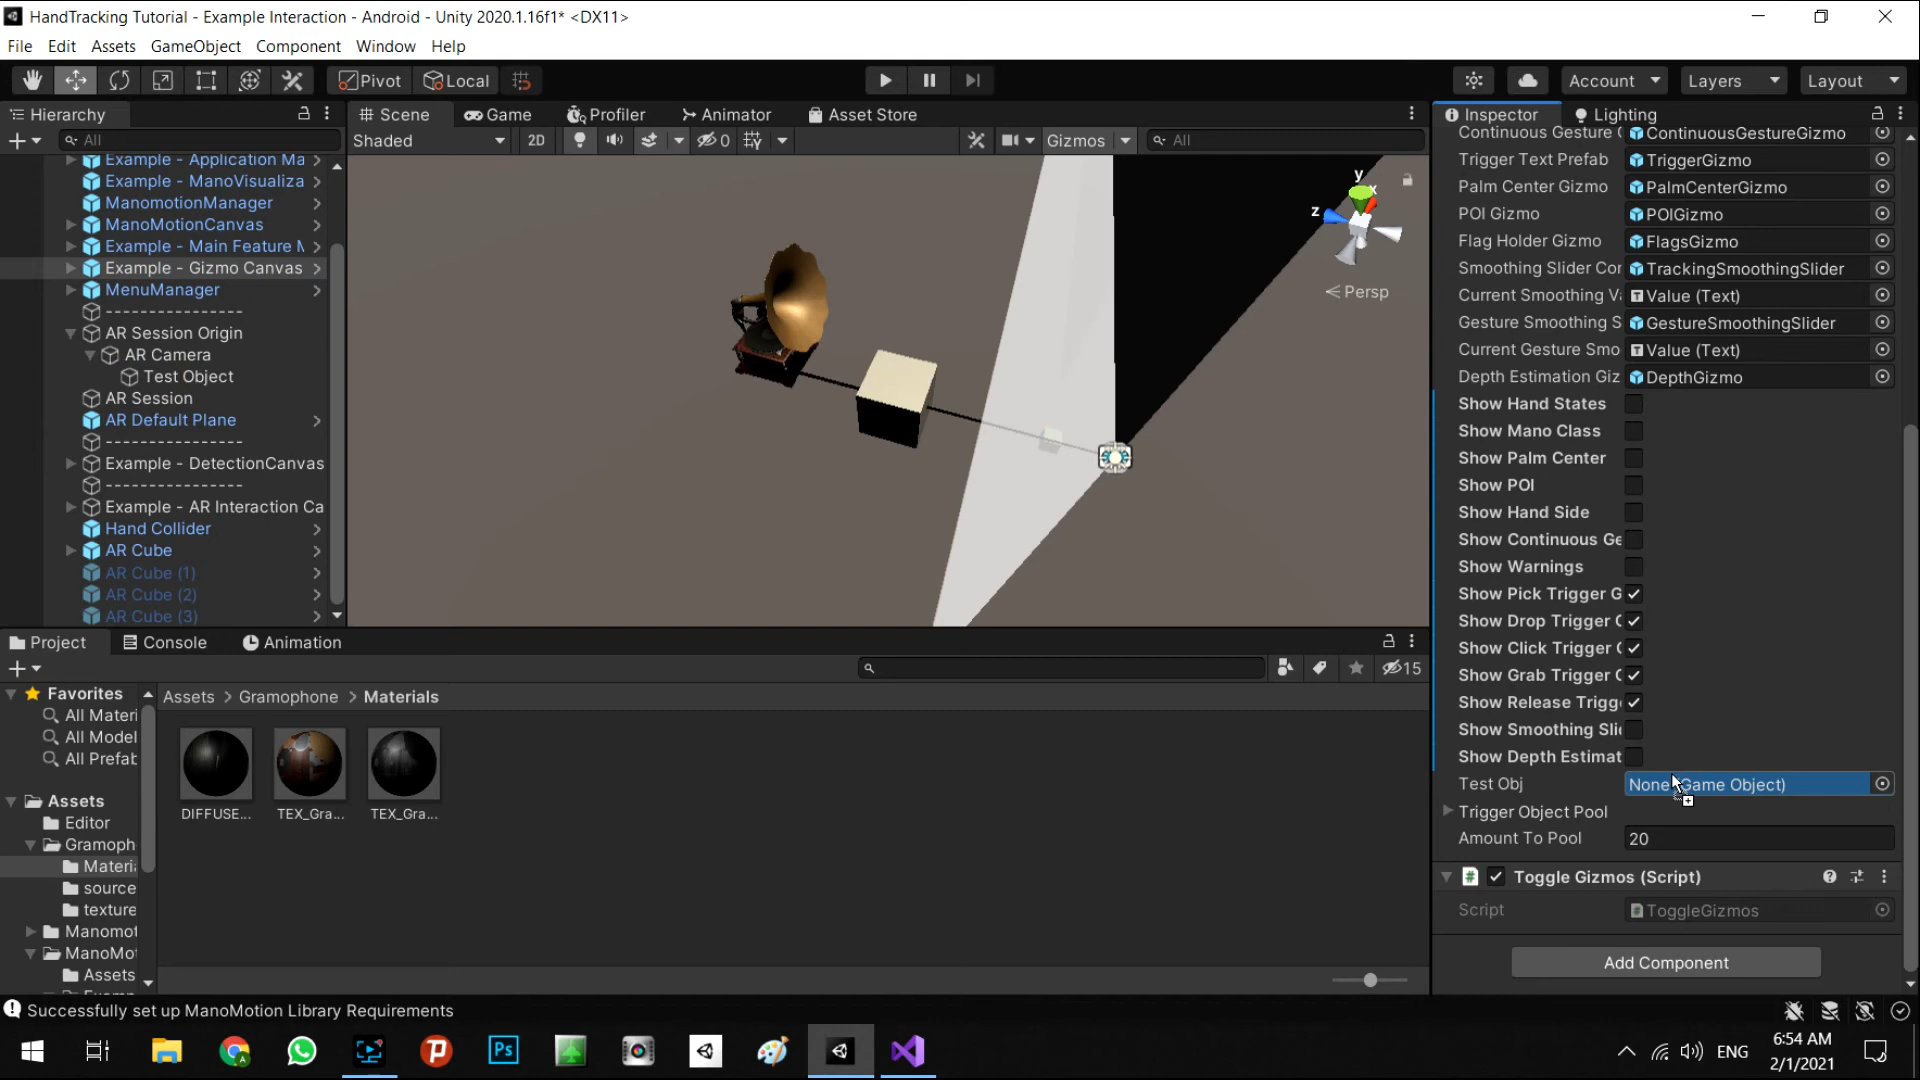 HandTracking Tutorial - Example Interaction - Android - Unity 2020.1.16f1* <DX11>
File Edit Assets GameObject Component Window Help
Pivot Local Account Layers Layout
Hierarchy
All
Example - Application Ma
Example - ManoVisualiza
ManomotionManager
ManoMotionCanvas
Example - Main Feature M
Example - Gizmo Canvas
MenuManager
----------------
AR Session Origin
AR Camera
Test Object
AR Session
AR Default Plane
----------------
Example - DetectionCanvas
----------------
Example - AR Interaction Ca
Hand Collider
AR Cube
AR Cube (1)
AR Cube (2)
AR Cube (3)
Scene Game Profiler Animator Asset Store
Shaded 2D 0 Gizmos All
y
x
z
Persp
Inspector Lighting
Continuous Gesture ContinuousGestureGizmo
Trigger Text Prefab TriggerGizmo
Palm Center Gizmo PalmCenterGizmo
POI Gizmo POIGizmo
Flag Holder Gizmo FlagsGizmo
Smoothing Slider Cor TrackingSmoothingSlider
Current Smoothing Va Value (Text)
Gesture Smoothing S GestureSmoothingSlider
Current Gesture Smo Value (Text)
Depth Estimation Giz DepthGizmo
Show Hand States
Show Mano Class
Show Palm Center
Show POI
Show Hand Side
Show Continuous Ge
Show Warnings
Show Pick Trigger G
Show Drop Trigger
Show Click Trigger
Show Grab Trigger
Show Release Trigge
Show Smoothing Sli
Show Depth Estimat
Test Obj None (Game Object)
Trigger Object Pool
Amount To Pool 20
Toggle Gizmos (Script)
Script ToggleGizmos
Add Component
Project Console Animation
15
Favorites
All Materi
All Model
All Prefab
Assets
Editor
Gramoph
Materi
source
texture
Manomot
ManoMot
Assets
Assets > Gramophone > Materials
DIFFUSE... TEX_Gra... TEX_Gra...
Successfully set up ManoMotion Library Requirements
Ps
ENG
6:54 AM
2/1/2021